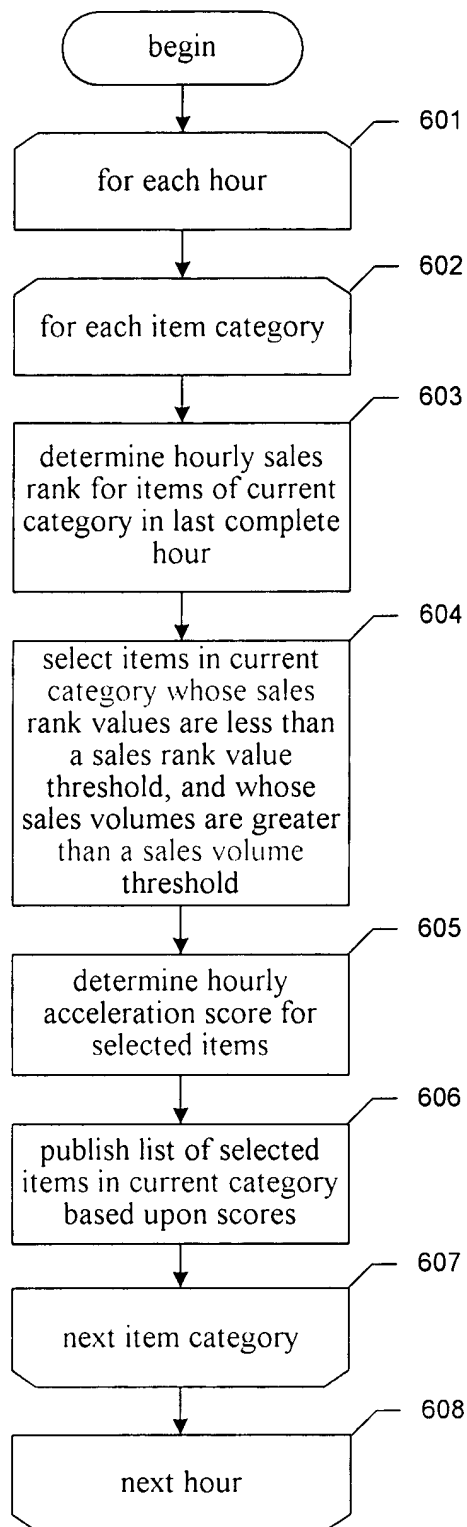 begin
601
for each hour
602
for each item category
603
determine hourly sales
rank for items of current
category in last complete
hour
604
select items in current
category whose sales
rank values are less than
a sales rank value
threshold, and whose
sales volumes are greater
than a sales volume
threshold
605
determine hourly
acceleration score for
selected items
606
publish list of selected
items in current category
based upon scores
607
next item category
608
next hour